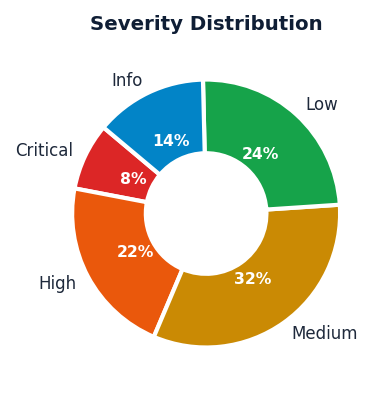 Severity Distribution
Info
Low
14%
24%
Critical
8%
22%
High
32%
Medium